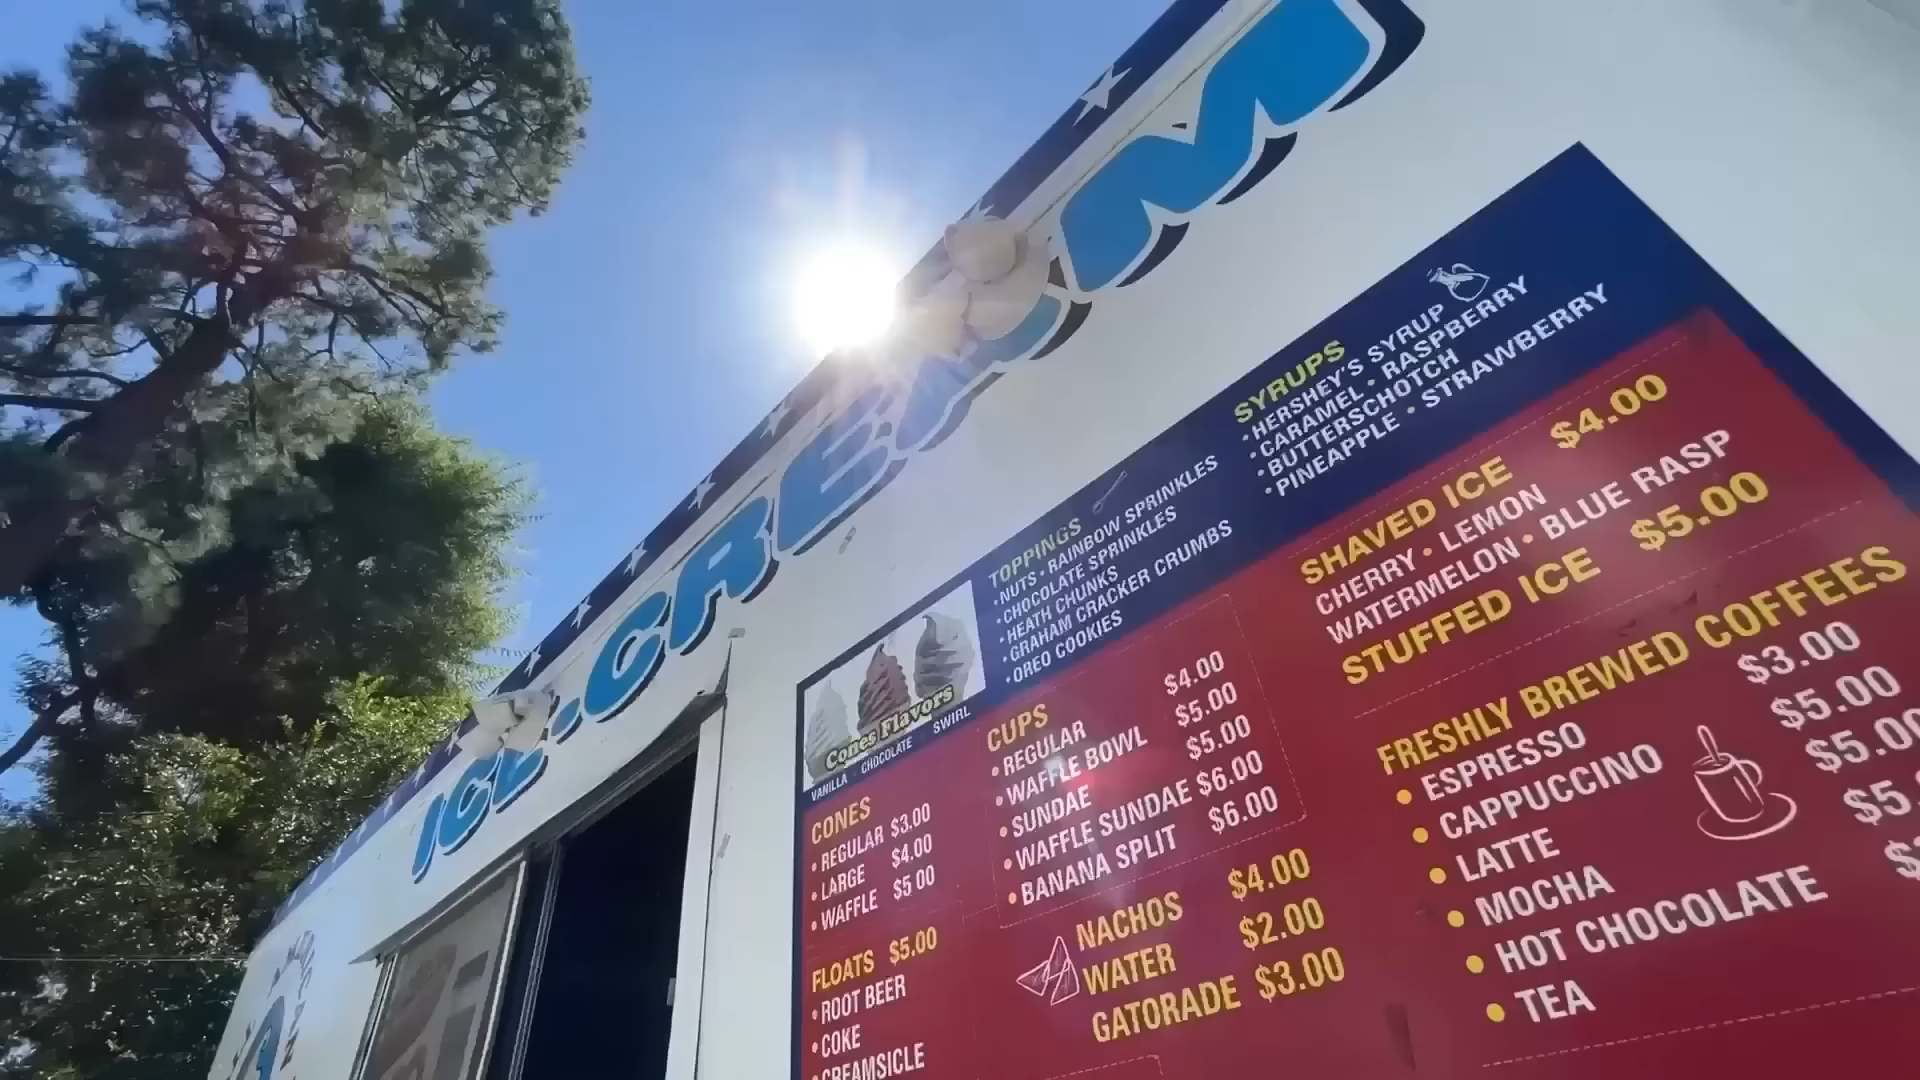 ICE-CREAM
TOPPINGS
• NUTS • RAINBOW SPRINKLES
CHOCOLATE SPRINKLES
• HEATH CHUNKS
• GRAHAM CRACKER CRUMBS
• OREO COOKIES
SYRUPS
• HERSHEY'S SYRUP
• CARAMEL • RASPBERRY
• BUTTERSCHOTCH
• PINEAPPLE • STRAWBERRY
Cones Flavors
VANILLA CHOCOLATE SWIRL
CONES
• REGULAR $3.00
• LARGE $4.00
• WAFFLE $5 00
FLOATS $5.00
• ROOT BEER
• COKE
CREAMSICLE
CUPS
• REGULAR $4.00
• WAFFLE BOWL $5.00
• SUNDAE $5.00
• WAFFLE SUNDAE $6.00
• BANANA SPLIT $6.00
NACHOS $4.00
WATER $2.00
GATORADE $3.00
SHAVED ICE $4.00
CHERRY • LEMON
WATERMELON • BLUE RASP
STUFFED ICE $5.00
FRESHLY BREWED COFFEES
• ESPRESSO $3.00
• CAPPUCCINO $5.00
• LATTE $5.00
• MOCHA
• HOT CHOCOLATE
• TEA